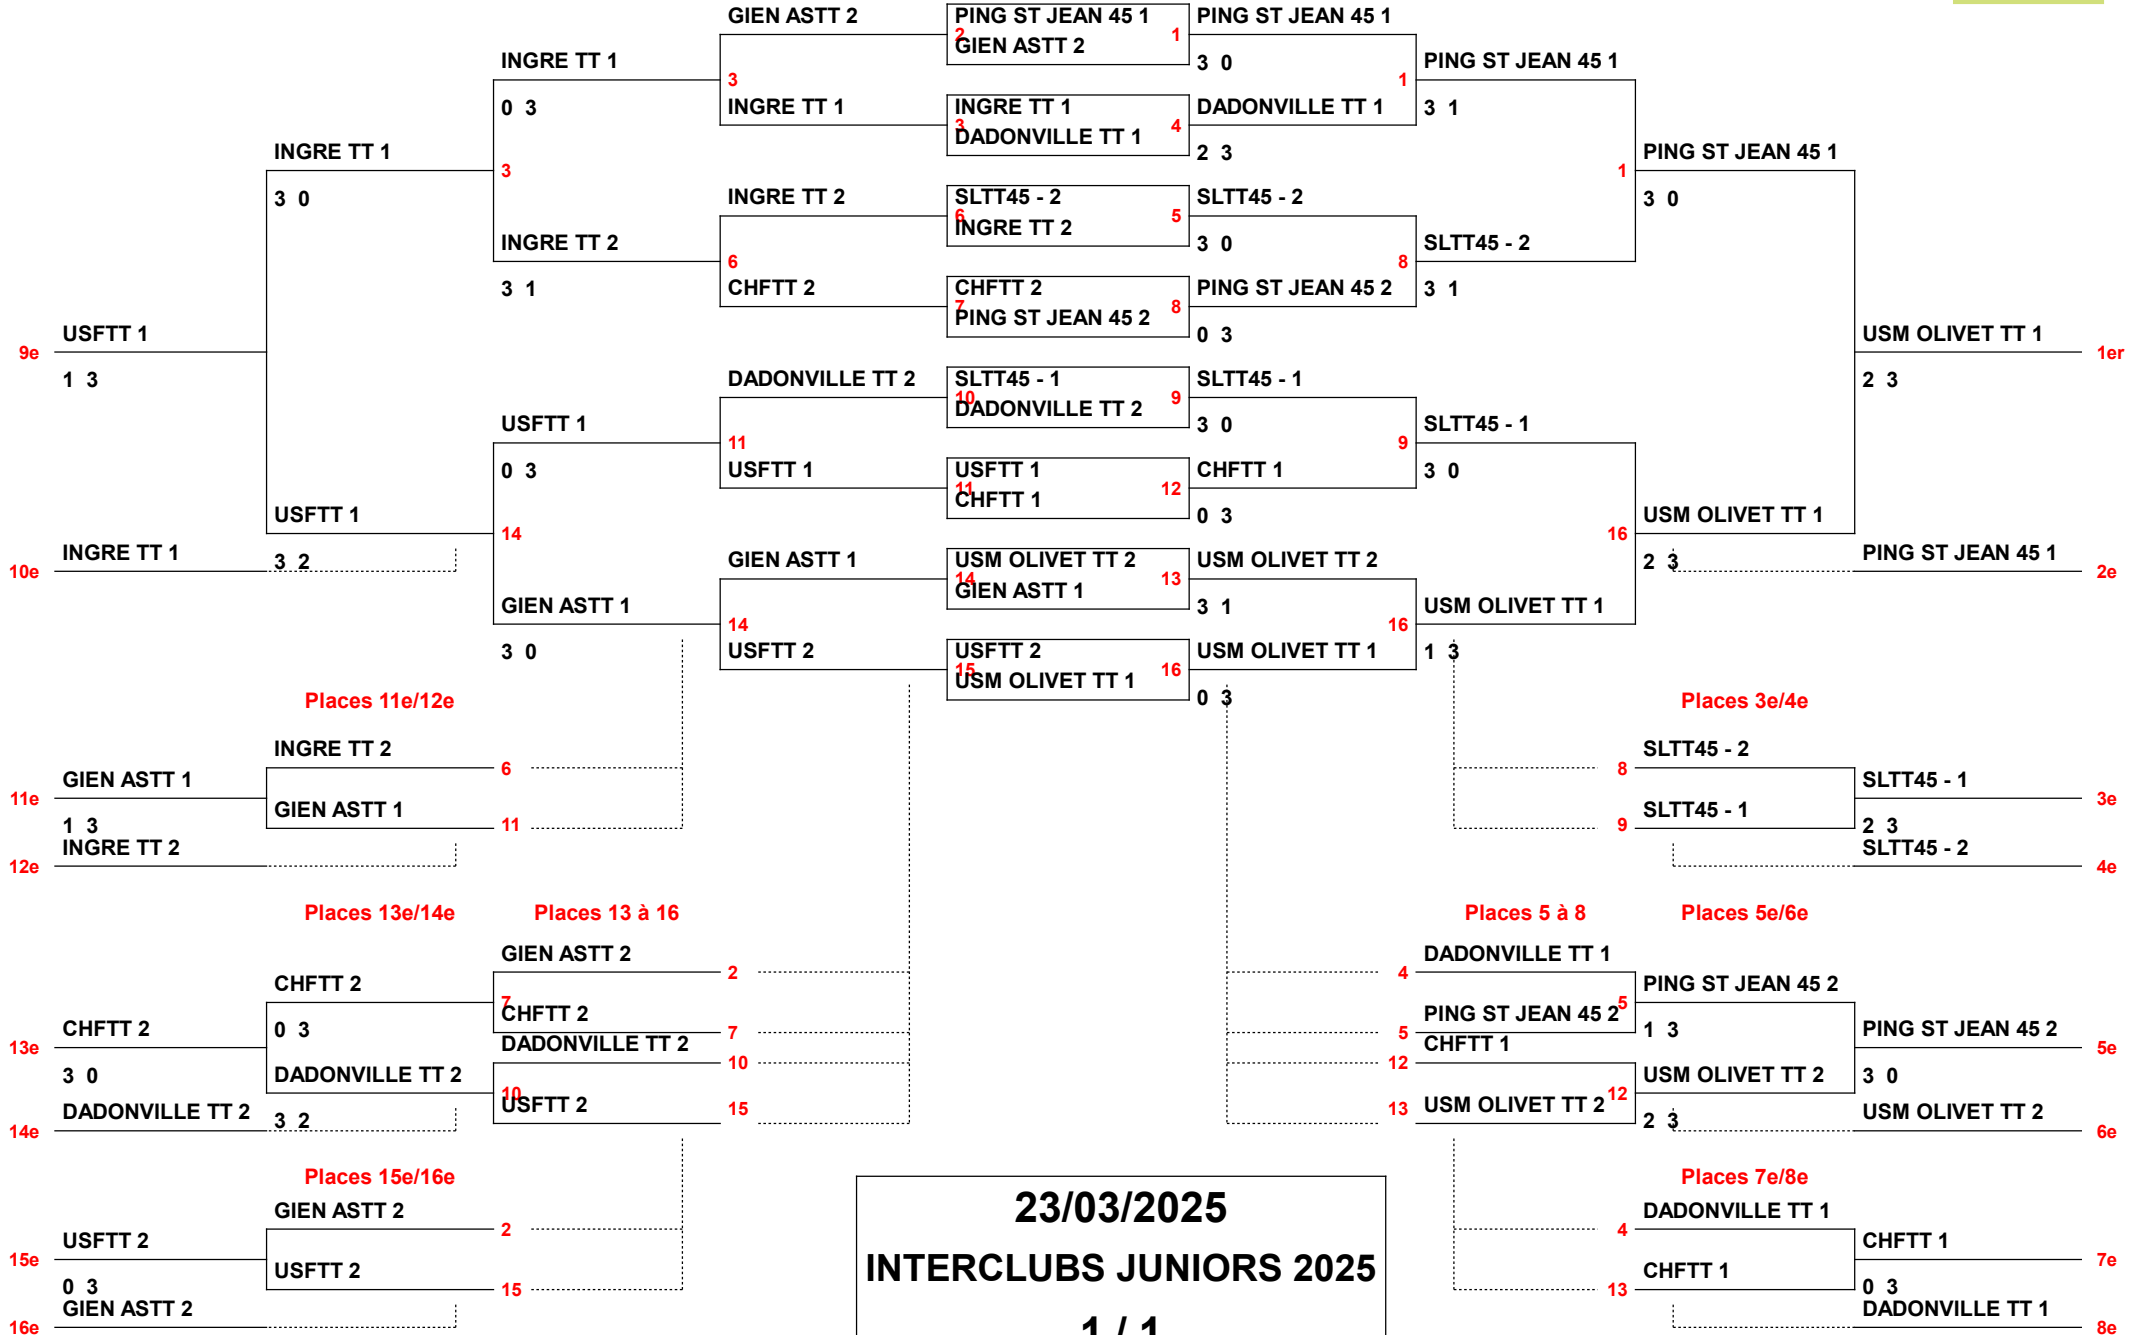 GIEN ASTT 2 PING ST JEAN 45 1 PING ST JEAN 45 1
2 1
GIEN ASTT 2
INGRE TT 1 3 0 PING ST JEAN 45 1
3 1
0 3 INGRE TT 1 INGRE TT 1 DADONVILLE TT 1 3 1
3 4
DADONVILLE TT 1
INGRE TT 1 2 3 PING ST JEAN 45 1
3 1
3 0 INGRE TT 2 SLTT45 - 2 SLTT45 - 2 3 0
6 5
INGRE TT 2
INGRE TT 2 3 0 SLTT45 - 2
6 8
3 1 CHFTT 2 CHFTT 2 PING ST JEAN 45 2 3 1
7 8
PING ST JEAN 45 2
USFTT 1 0 3 USM OLIVET TT 1
9e 1er
1 3 DADONVILLE TT 2 SLTT45 - 1 SLTT45 - 1 2 3
10 9
DADONVILLE TT 2
USFTT 1 3 0 SLTT45 - 1
11 9
0 3 USFTT 1 USFTT 1 CHFTT 1 3 0
11 12
CHFTT 1
USFTT 1 0 3 USM OLIVET TT 1
14 16
INGRE TT 1 3 2 GIEN ASTT 1 USM OLIVET TT 2 USM OLIVET TT 2 2 3 PING ST JEAN 45 1
10e 14 13 2e
GIEN ASTT 1
GIEN ASTT 1 3 1 USM OLIVET TT 1
14 16
3 0 USFTT 2 USFTT 2 USM OLIVET TT 1 1 3
15 16
USM OLIVET TT 1
0 3
Places 11e/12e Places 3e/4e
INGRE TT 2 SLTT45 - 2
6 8
GIEN ASTT 1 SLTT45 - 1
11e 3e
GIEN ASTT 1 SLTT45 - 1
1 3 11 9 2 3
INGRE TT 2 SLTT45 - 2
12e 4e
Places 13e/14e Places 13 à 16 Places 5 à 8 Places 5e/6e
GIEN ASTT 2 DADONVILLE TT 1
2 4
CHFTT 2 PING ST JEAN 45 2
7 5
CHFTT 2 PING ST JEAN 45 2
CHFTT 2 0 3 7 5 1 3 PING ST JEAN 45 2
DADONVILLE TT 2 CHFTT 1
13e 5e
10 12
3 0 DADONVILLE TT 2 USM OLIVET TT 2 3 0
10 12
USFTT 2 USM OLIVET TT 2
15 13
DADONVILLE TT 2 3 2 2 3 USM OLIVET TT 2
14e 6e
Places 15e/16e Places 7e/8e
GIEN ASTT 2 DADONVILLE TT 1
2 4
USFTT 2 CHFTT 1
15e 7e
USFTT 2 CHFTT 1
0 3 15 13 0 3
GIEN ASTT 2 DADONVILLE TT 1
16e 8e
23/03/2025
INTERCLUBS JUNIORS 2025
1 / 1